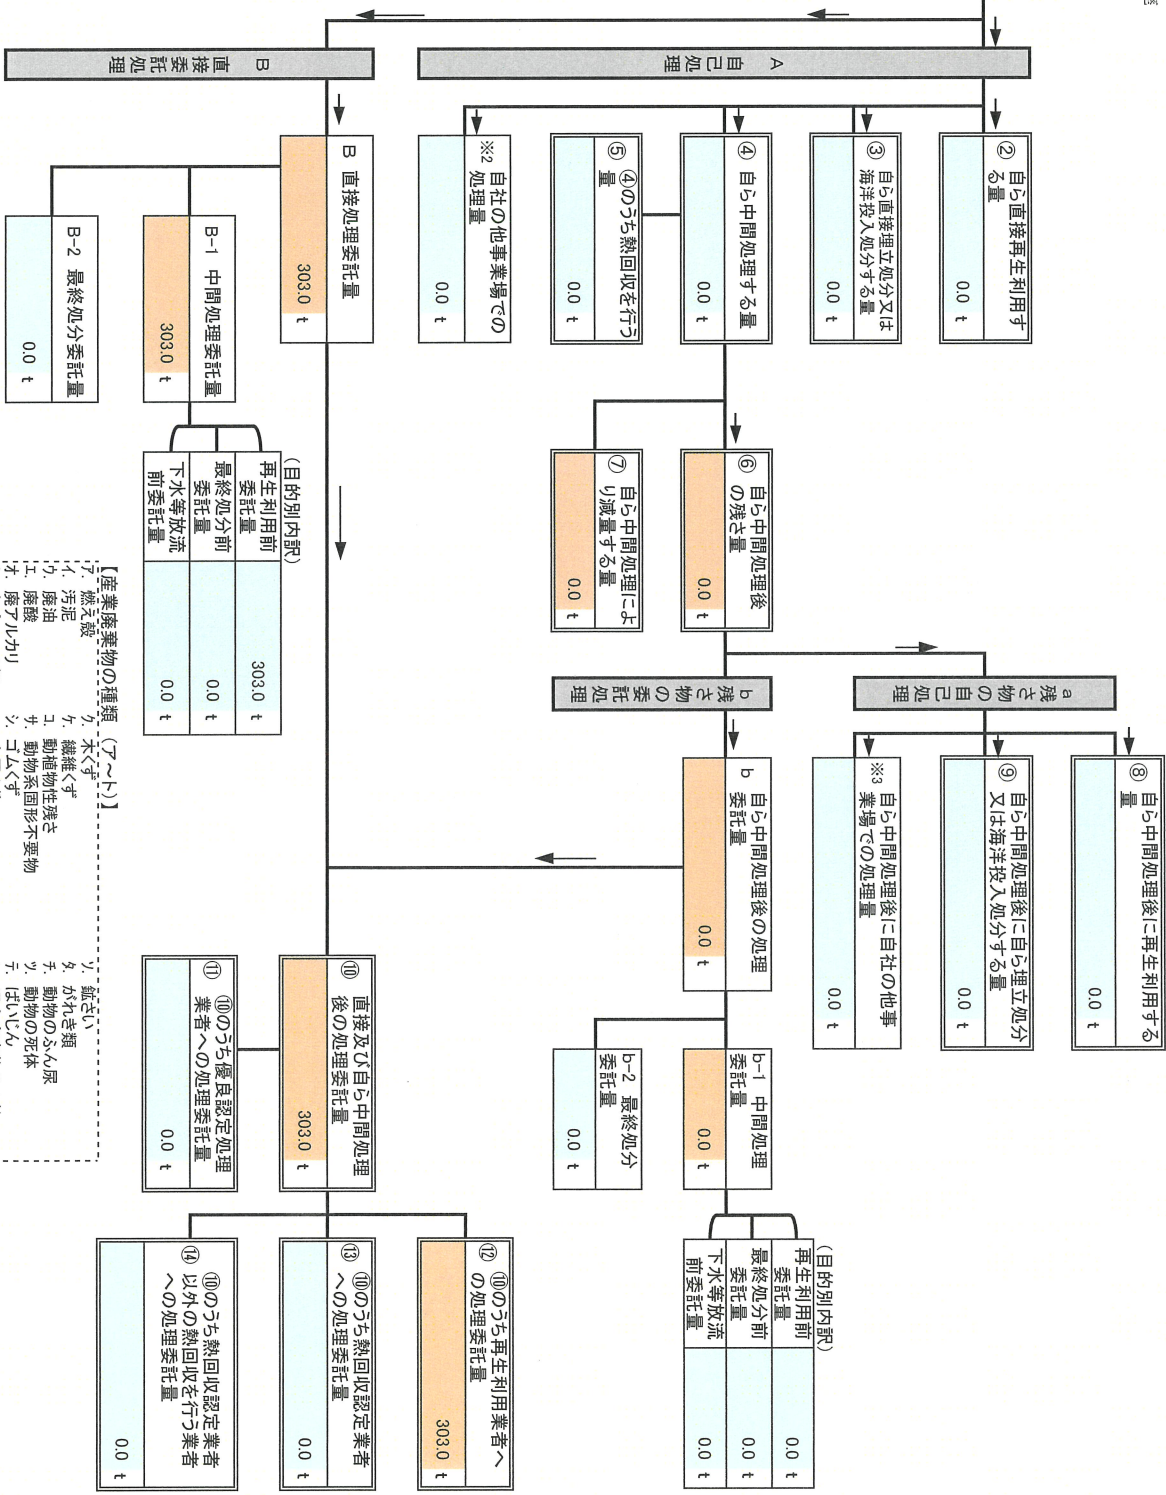 A 自己処理
② 自ら直接再生利用す
る量
0.0 t
③ 自ら直接埋立処分又は
海洋投入処分する量
0.0 t
④ 自ら中間処理する量
0.0 t
⑤ ④のうち熱回収を行う
量
0.0 t
※2 自社の他事業場での
処理量
0.0 t
⑥ 自ら中間処理後
の残さ量
0.0 t
⑦ 自ら中間処理によ
り減量する量
0.0 t
a 残さ物の自己処理
⑧ 自ら中間処理後に再生利用する
量
0.0 t
⑨ 自ら中間処理後に自ら埋立処分
又は海洋投入処分する量
0.0 t
※3 自ら中間処理後に自社の他事
業場での処理量
0.0 t
b 残さ物の委託処理
b 自ら中間処理後の処理
委託量
0.0 t
b-1 中間処理
委託量
0.0 t
b-2 最終処分
委託量
0.0 t
(目的別内訳)
再生利用前
委託量
0.0 t
最終処分前
委託量
0.0 t
下水等放流
前委託量
0.0 t
B 直接委託処理
B 直接処理委託量
303.0 t
B-1 中間処理委託量
303.0 t
B-2 最終処分委託量
0.0 t
(目的別内訳)
再生利用前
委託量
303.0 t
最終処分前
委託量
0.0 t
下水等放流
前委託量
0.0 t
⑩ 直接及び自ら中間処理
後の処理委託量
303.0 t
⑪ ⑩のうち優良認定処理
業者への処理委託量
0.0 t
⑫ ⑩のうち再生利用業者へ
の処理委託量
303.0 t
⑬ ⑩のうち熱回収認定業者
への処理委託量
0.0 t
⑭ ⑩のうち熱回収認定業者
以外の熱回収を行う業者
への処理委託量
0.0 t
【産業廃棄物の種類 (ア～ト)】
ア. 燃え殻 ク. 木くず ソ. 鉱さい
イ. 汚泥 ケ. 繊維くず タ. がれき類
ウ. 廃油 コ. 動植物性残さ チ. 動物のふん尿
エ. 廃酸 サ. 動物系固形不要物 ツ. 動物の死体
オ. 廃アルカリ シ. ゴムくず テ. ばいじん